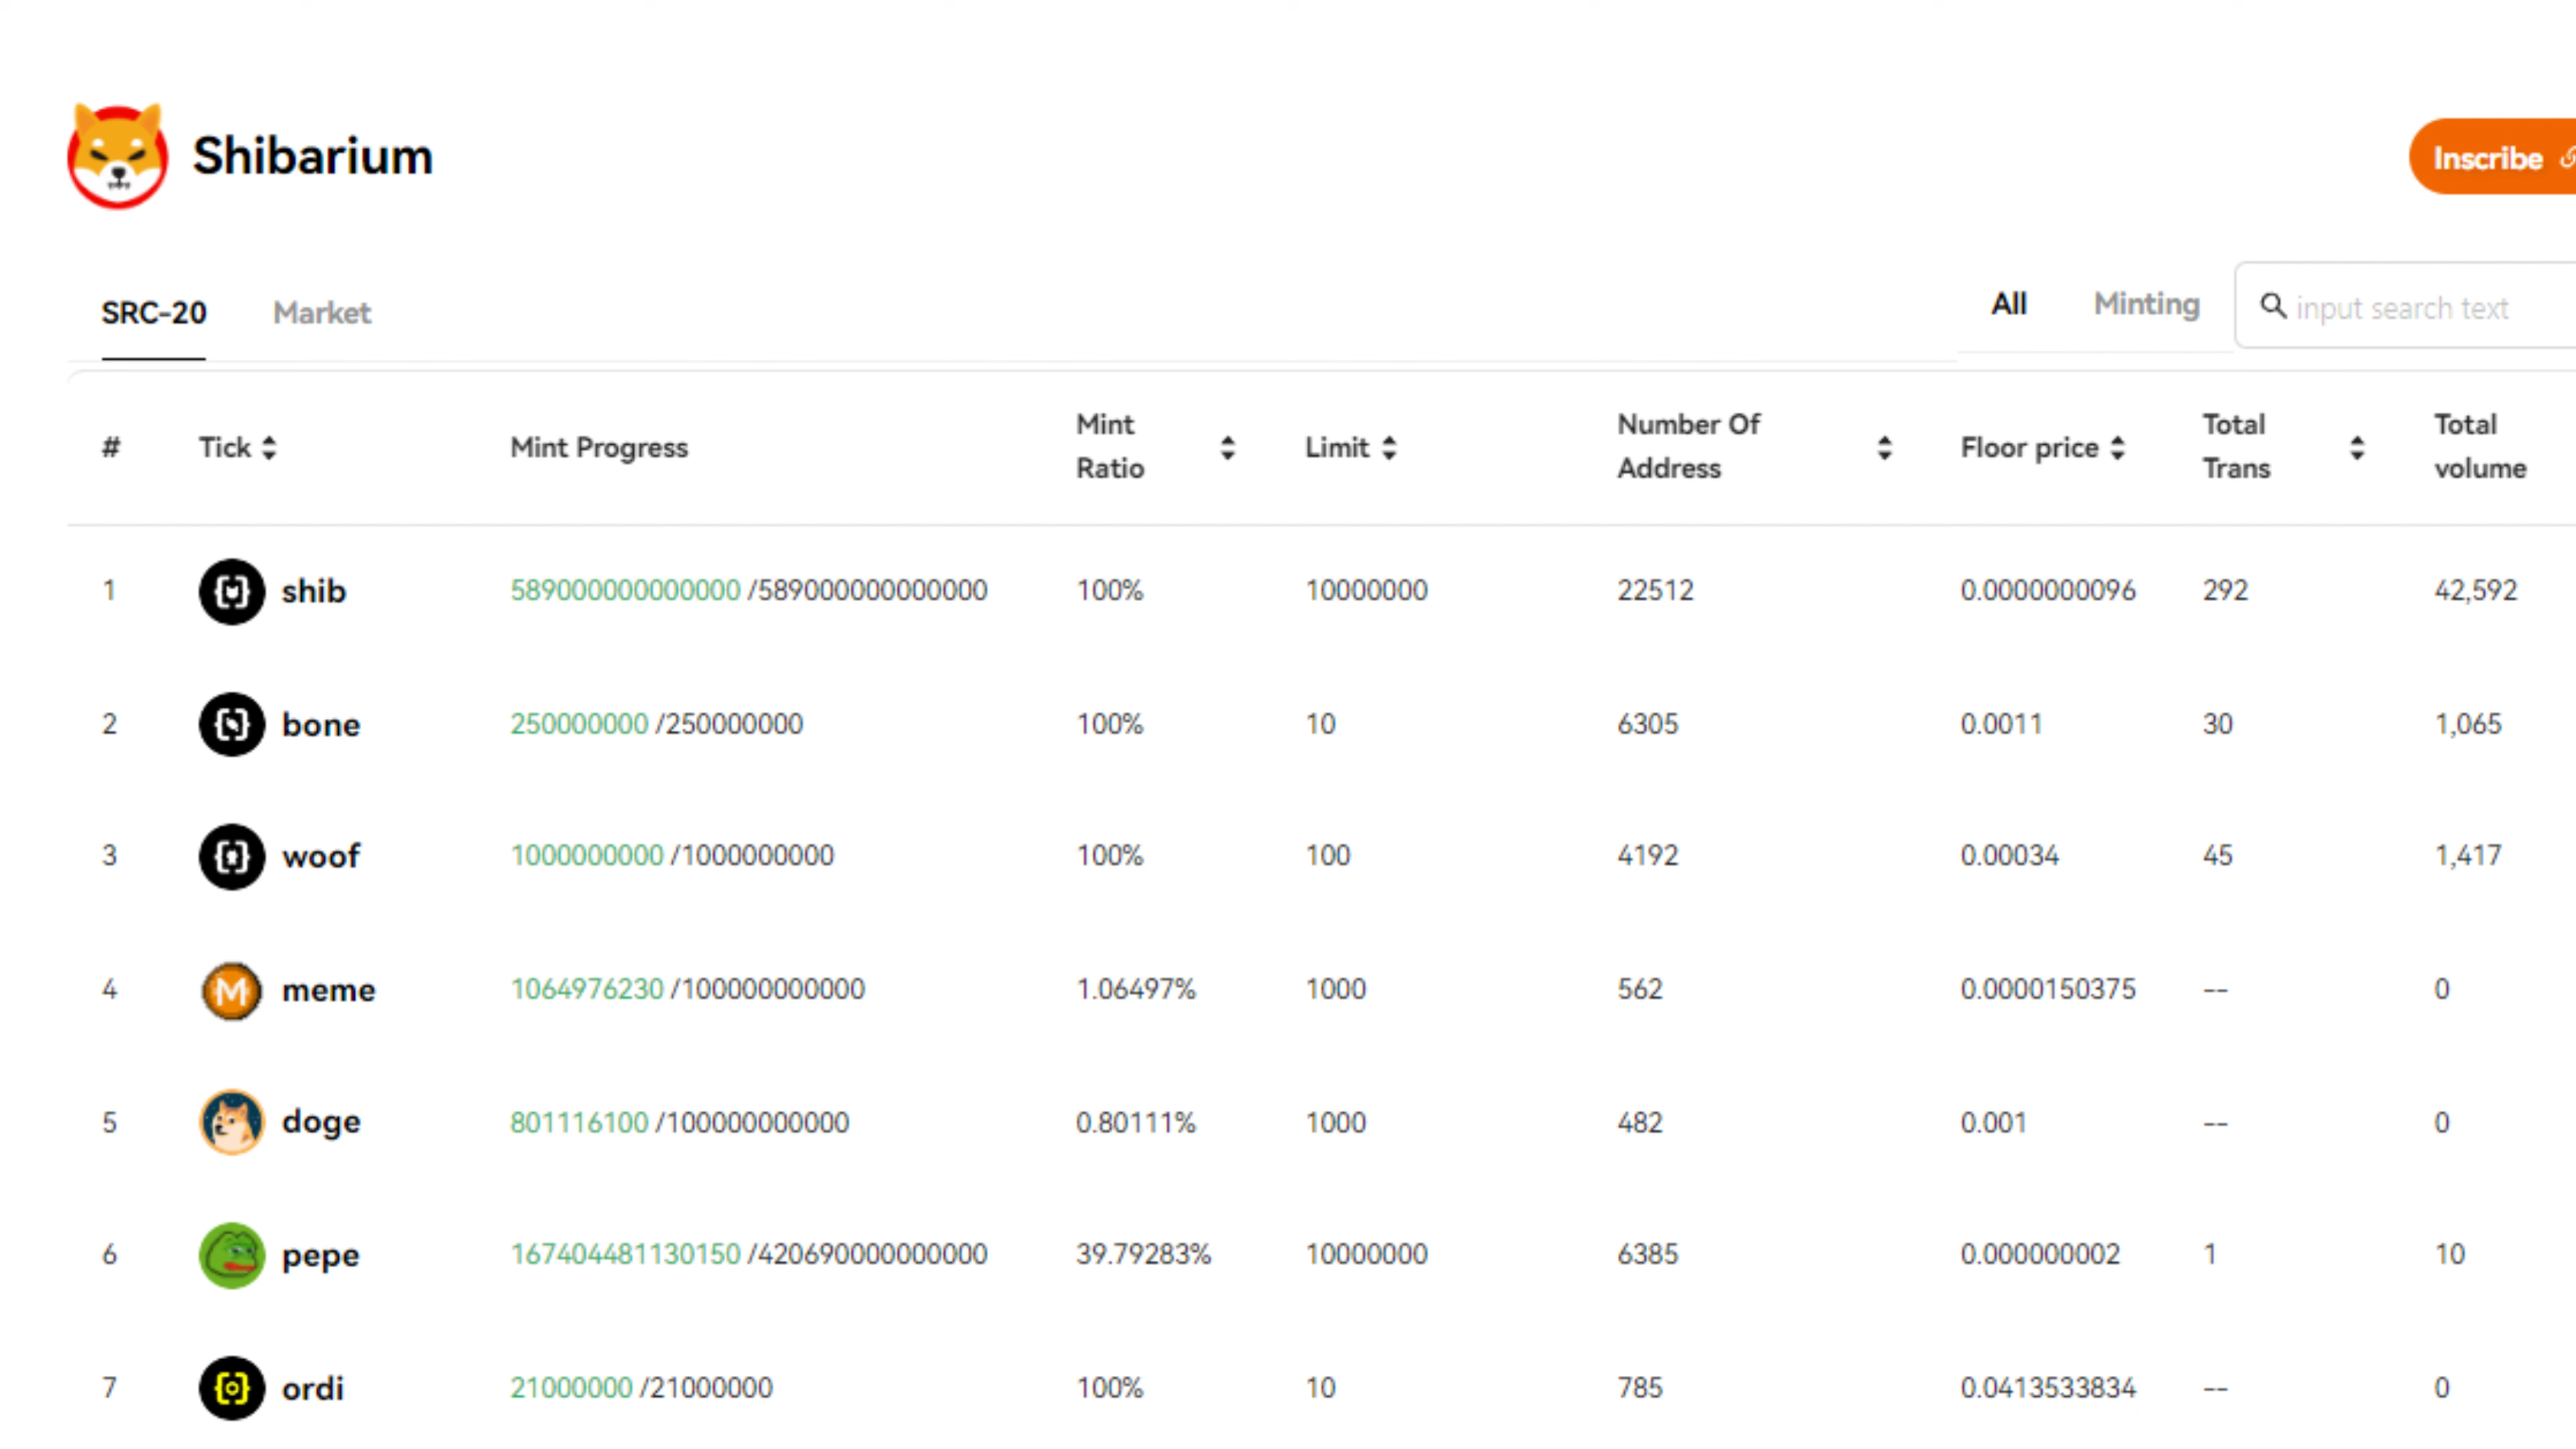 Shibarium
Inscribe
SRC-20 Market All Minting input search text
# Tick Mint Progress Mint Ratio Limit Number Of Address Floor price Total Trans Total volume
1 shib 589000000000000 /589000000000000 100% 10000000 22512 0.0000000096 292 42,592
2 bone 250000000 /250000000 100% 10 6305 0.0011 30 1,065
3 woof 1000000000 /1000000000 100% 100 4192 0.00034 45 1,417
4 meme 1064976230 /100000000000 1.06497% 1000 562 0.0000150375 -- 0
5 doge 801116100 /100000000000 0.80111% 1000 482 0.001 -- 0
6 pepe 167404481130150 /420690000000000 39.79283% 10000000 6385 0.000000002 1 10
7 ordi 21000000 /21000000 100% 10 785 0.0413533834 -- 0